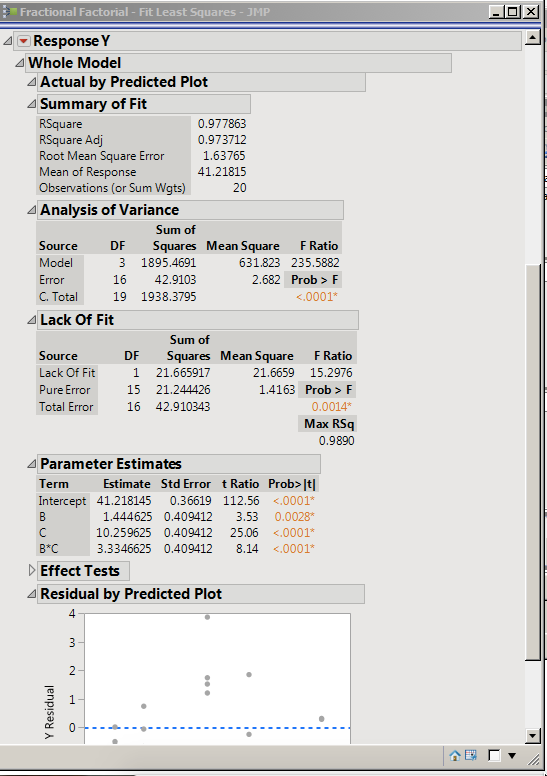 Fractional Factorial - Fit Least Squares - JMP
Response Y
Whole Model
Actual by Predicted Plot
Summary of Fit
RSquare 0.977863
RSquare Adj 0.973712
Root Mean Square Error 1.63765
Mean of Response 41.21815
Observations (or Sum Wgts) 20
Analysis of Variance
Sum of
Source DF Squares Mean Square F Ratio
Model 3 1895.4691 631.823 235.5882
Error 16 42.9103 2.682 Prob > F
C. Total 19 1938.3795 <.0001*
Lack Of Fit
Sum of
Source DF Squares Mean Square F Ratio
Lack Of Fit 1 21.665917 21.6659 15.2976
Pure Error 15 21.244426 1.4163 Prob > F
Total Error 16 42.910343 0.0014*
Max RSq
0.9890
Parameter Estimates
Term Estimate Std Error t Ratio Prob>|t|
Intercept 41.218145 0.36619 112.56 <.0001*
B 1.444625 0.409412 3.53 0.0028*
C 10.259625 0.409412 25.06 <.0001*
B*C 3.3346625 0.409412 8.14 <.0001*
Effect Tests
Residual by Predicted Plot
4
3
2
1
0
Y Residual